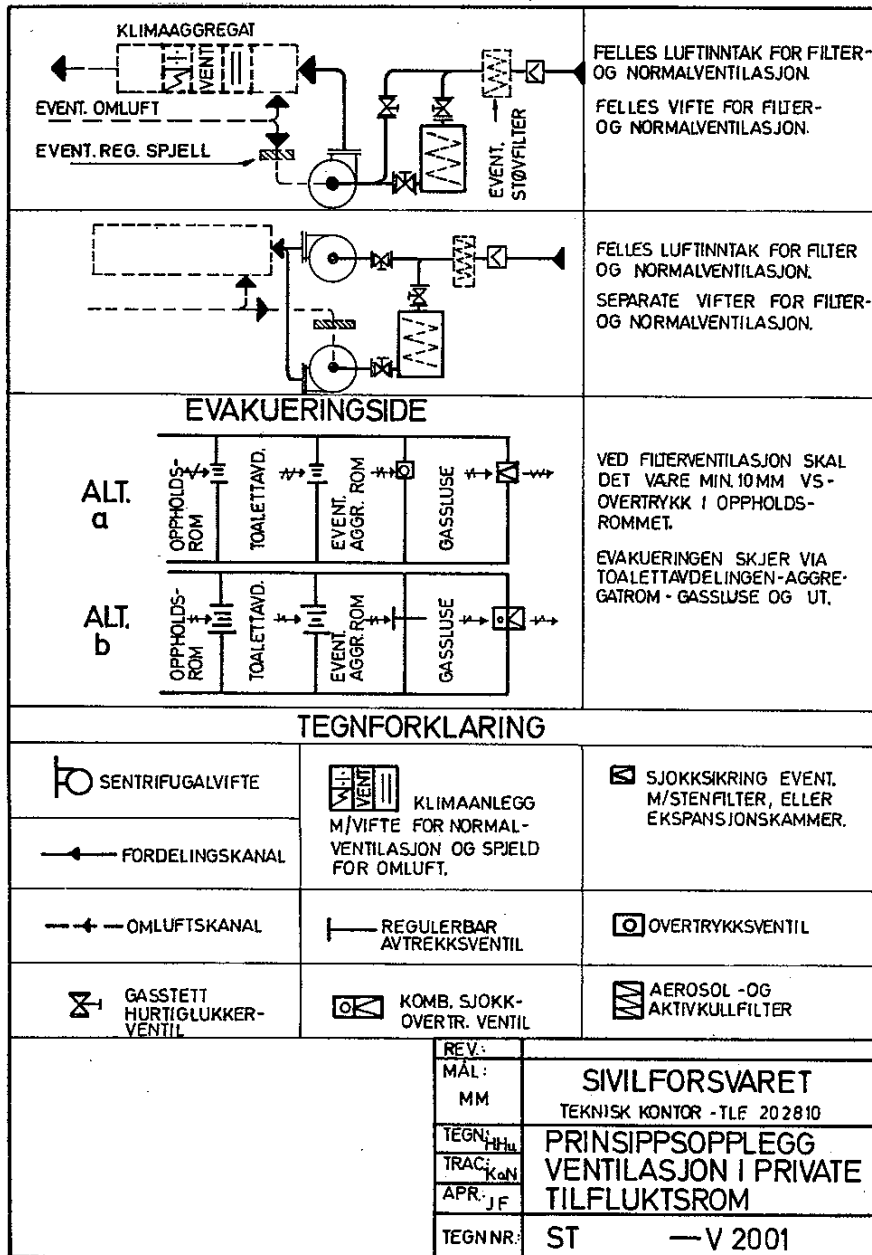 KLIMAAGGREGAT
VENT
EVENT. OMLUFT
EVENT. REG. SPJELL
EVENT.
STØVFILTER
FELLES LUFTINNTAK FOR FILTER-
OG NORMALVENTILASJON.
FELLES VIFTE FOR FILTER-
OG NORMALVENTILASJON.
FELLES LUFTINNTAK FOR FILTER
OG NORMALVENTILASJON.
SEPARATE VIFTER FOR FILTER-
OG NORMALVENTILASJON.
EVAKUERINGSIDE
ALT.
a
OPPHOLDS-
ROM
TOALETTAVD.
EVENT.
AGGR. ROM
GASSLUSE
ALT.
b
OPPHOLDS-
ROM
TOALETTAVD.
EVENT.
AGGR. ROM
GASSLUSE
VED FILTERVENTILASJON SKAL
DET VÆRE MIN. 10 MM VS-
OVERTRYKK I OPPHOLDS-
ROMMET.
EVAKUERINGEN SKJER VIA
TOALETTAVDELINGEN-AGGRE-
GATROM - GASSLUSE OG UT.
TEGNFORKLARING
SENTRIFUGALVIFTE
FORDELINGSKANAL
VENT
KLIMAANLEGG
M/VIFTE FOR NORMAL-
VENTILASJON OG SPJELD
FOR OMLUFT.
SJOKKSIKRING EVENT.
M/STENFILTER, ELLER
EKSPANSJONSKAMMER.
OMLUFTSKANAL
REGULERBAR
AVTREKKSVENTIL
OVERTRYKKSVENTIL
GASSTETT
HURTIGLUKKER-
VENTIL
KOMB. SJOKK-
OVERTR. VENTIL
AEROSOL -OG
AKTIVKULLFILTER
REV.:
MÅL:
MM
SIVILFORSVARET
TEKNISK KONTOR - TLF 202810
TEGN: HHu
TRAC: KaN
APR.: JF
PRINSIPPSOPPLEGG
VENTILASJON I PRIVATE
TILFLUKTSROM
TEGN NR.: ST —V 2001